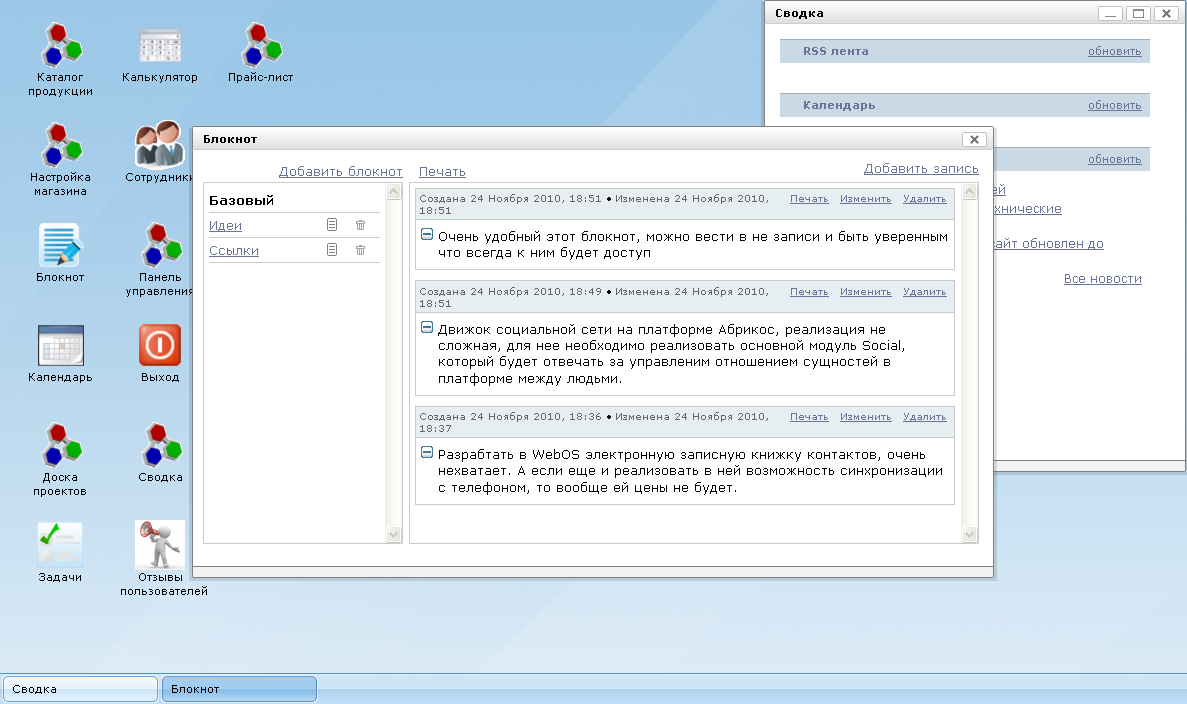 Каталог
продукции
Калькулятор
Прайс-лист
Настройка
магазина
Сотрудники
Блокнот
Панель
управления
Календарь
Выход
Доска
проектов
Сводка
Задачи
Отзывы
пользователей
Сводка
RSS лента
обновить
Календарь
обновить
обновить
хнические
сайт обновлен до
Все новости
Блокнот
Добавить блокнот
Печать
Добавить запись
Базовый
Идеи
Ссылки
Создана 24 Ноября 2010, 18:51 • Изменена 24 Ноября 2010,
18:51
Печать Изменить Удалить
Очень удобный этот блокнот, можно вести в не записи и быть уверенным
что всегда к ним будет доступ
Создана 24 Ноября 2010, 18:49 • Изменена 24 Ноября 2010,
18:51
Печать Изменить Удалить
Движок социальной сети на платформе Абрикос, реализация не
сложная, для нее необходимо реализовать основной модуль Social,
который будет отвечать за управлением отношением сущностей в
платформе между людьми.
Создана 24 Ноября 2010, 18:36 • Изменена 24 Ноября 2010,
18:37
Печать Изменить Удалить
Разрабтать в WebOS электронную записную книжку контактов, очень
нехватает. А если еще и реализовать в ней возможность синхронизации
с телефоном, то вообще ей цены не будет.
Сводка
Блокнот